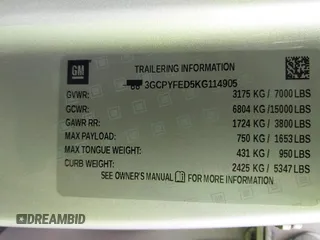 GM
TRAILERING INFORMATION
3GCPYFED5KG114905
GVWR: 3175 KG / 7000 LBS
GCWR: 6804 KG /15000 LBS
GAWR RR: 1724 KG / 3800 LBS
MAX PAYLOAD: 750 KG / 1653 LBS
MAX TONGUE WEIGHT: 431 KG / 950 LBS
CURB WEIGHT: 2425 KG / 5347 LBS
SEE OWNER'S MANUAL FOR MORE INFORMATION
DREAMBID